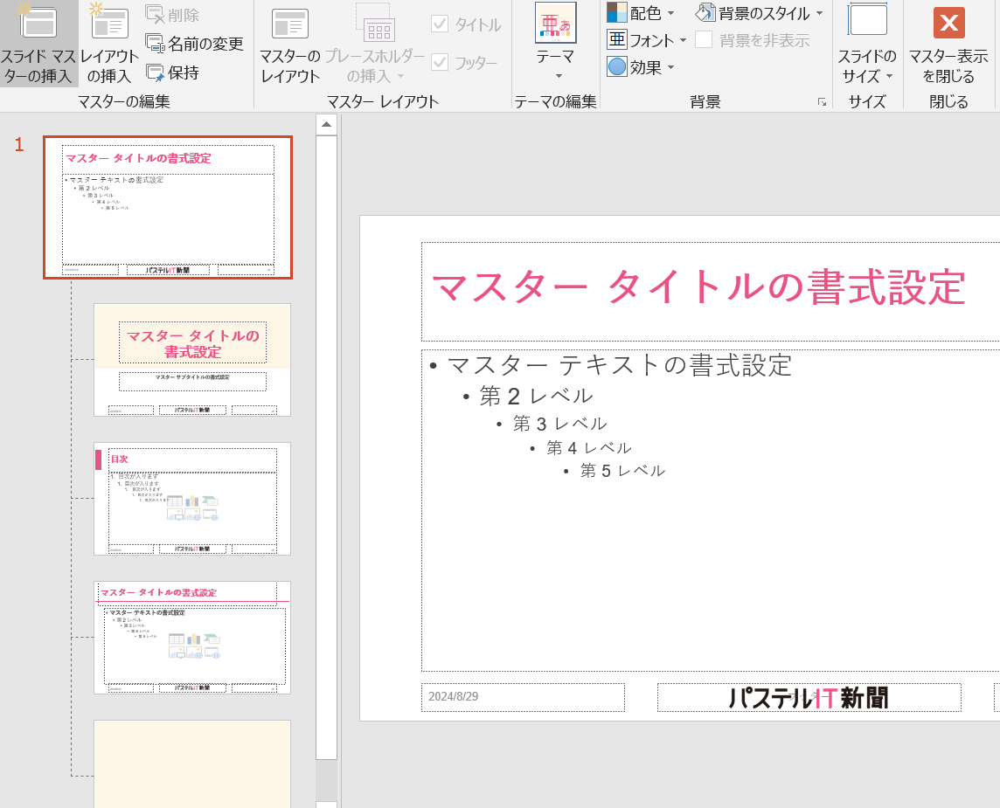 スライド マス
ターの挿入
レイアウト
の挿入
削除
名前の変更
保持
マスターの編集
マスターの
レイアウト
プレースホルダー
の挿入
タイトル
フッター
マスター レイアウト
亜 あ
テーマ
テーマの編集
配色
亜 フォント
効果
背景のスタイル
背景を非表示
背景
スライドの
サイズ
サイズ
マスター表示
を閉じる
閉じる
1
マスター タイトルの書式設定
• マスター テキストの書式設定
• 第 2 レベル
• 第 3 レベル
• 第 4 レベル
• 第 5 レベル
パステルIT新聞
マスター タイトルの
書式設定
マスター サブタイトルの書式設定
パステルIT新聞
目次
1. 目次が入ります
1. 目次が入ります
1. 目次が入ります
1. 目次が入ります
1. 目次が入ります
パステルIT新聞
マスター タイトルの書式設定
• マスター テキストの書式設定
• 第 2 レベル
• 第 3 レベル
• 第 4 レベル
• 第 5 レベル
パステルIT新聞
マスター タイトルの書式設定
• マスター テキストの書式設定
• 第 2 レベル
• 第 3 レベル
• 第 4 レベル
• 第 5 レベル
2024/8/29
パステルIT新聞